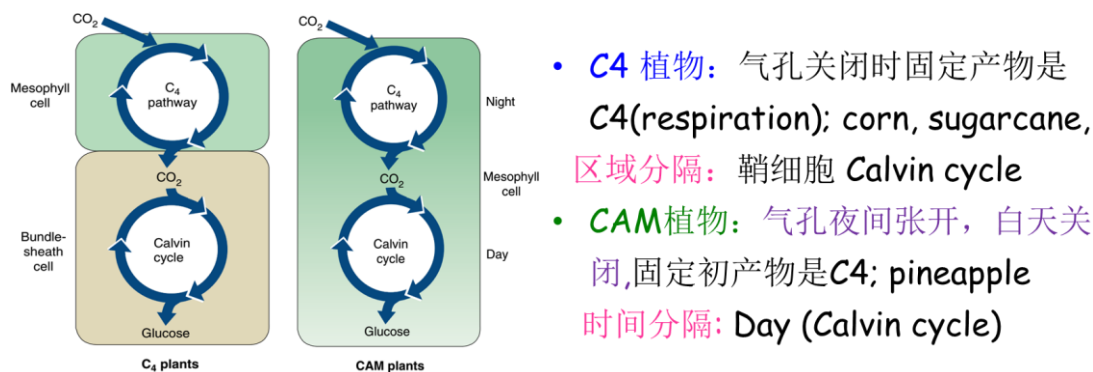 CO₂
Mesophyll
cell
C₄
pathway
CO₂
Bundle-
sheath
cell
Calvin
cycle
Glucose
C₄ plants
CO₂
C₄
pathway
Night
CO₂
Mesophyll
cell
Calvin
cycle
Day
Glucose
CAM plants
• C4 植物：气孔关闭时固定产物是
C4(respiration); corn, sugarcane,
区域分隔：鞘细胞 Calvin cycle
• CAM植物：气孔夜间张开，白天关
闭,固定初产物是C4; pineapple
时间分隔: Day (Calvin cycle)